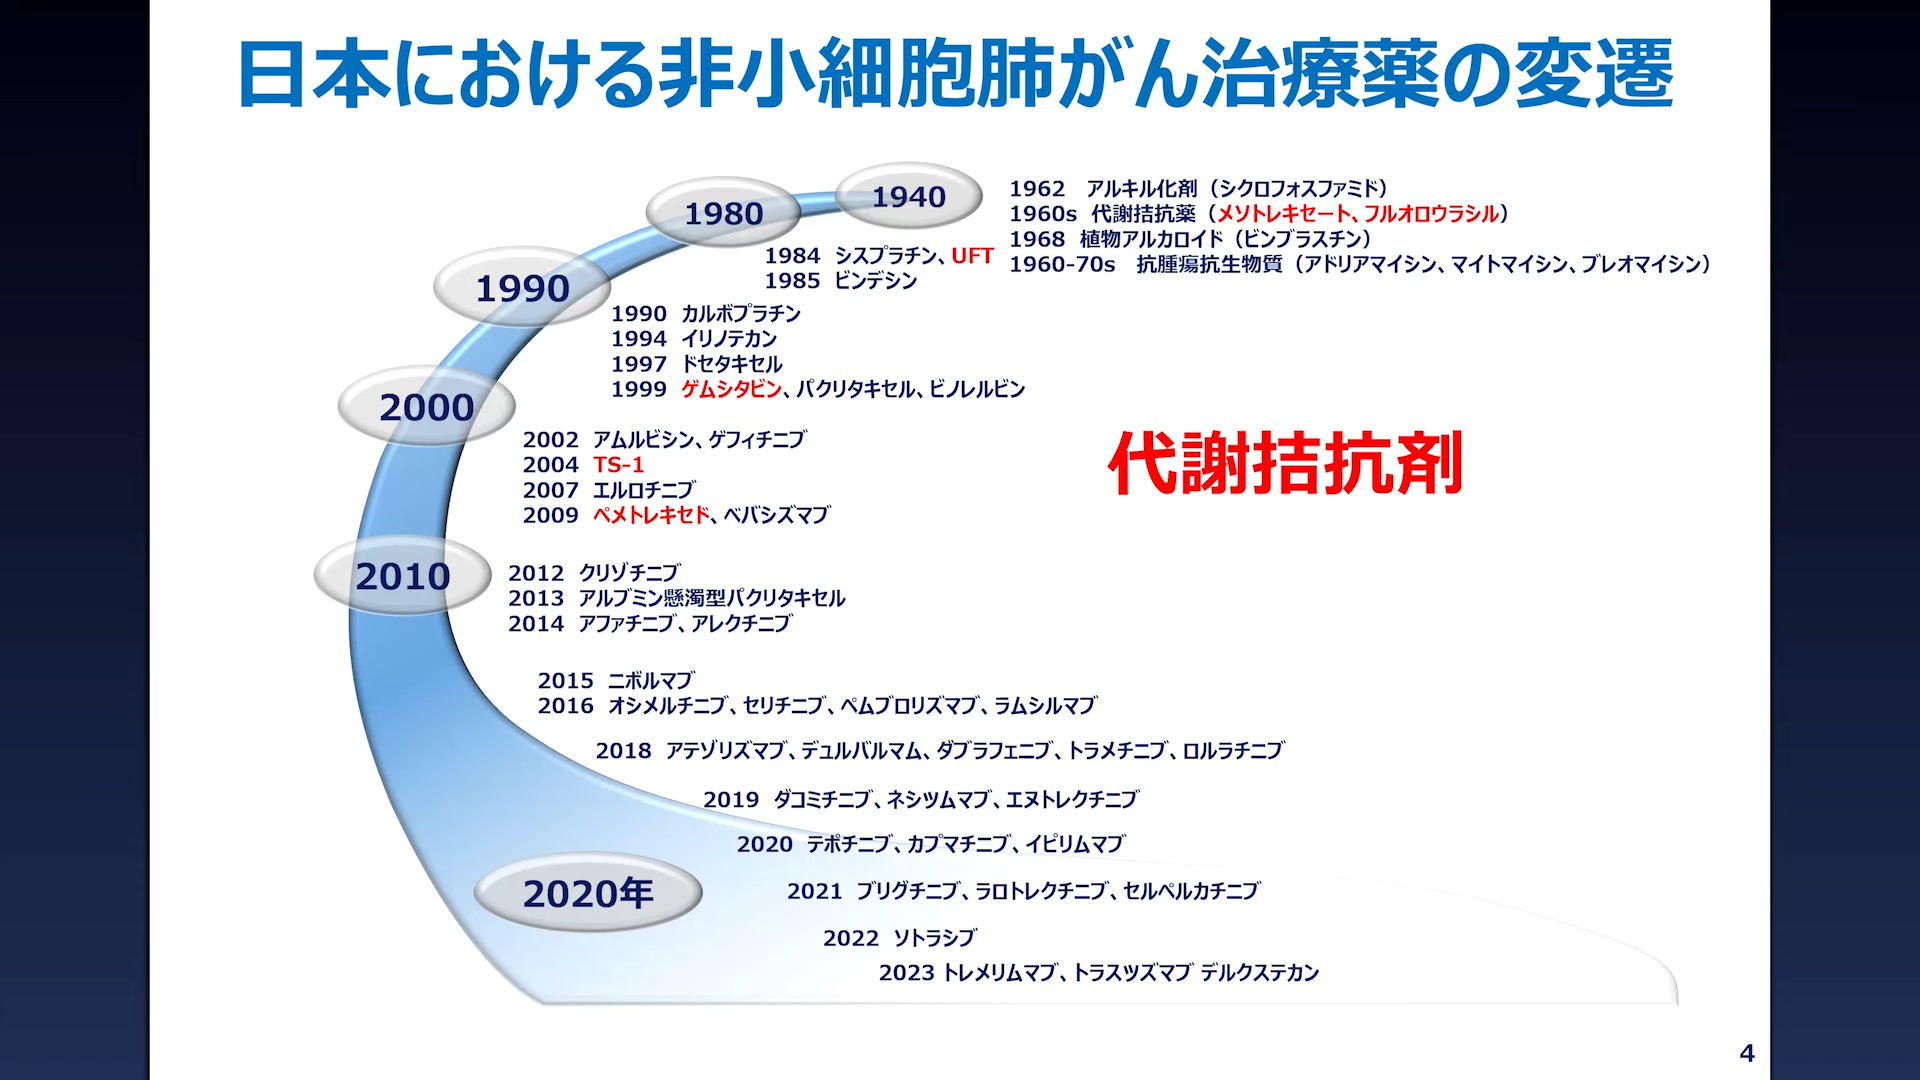 日本における非小細胞肺がん治療薬の変遷
1940
1962 アルキル化剤（シクロフォスファミド）
1960s 代謝拮抗薬（メソトレキセート、フルオロウラシル）
1968 植物アルカロイド（ビンブラスチン）
1960-70s 抗腫瘍抗生物質（アドリアマイシン、マイトマイシン、ブレオマイシン）
1980
1984 シスプラチン、UFT
1985 ビンデシン
1990
1990 カルボプラチン
1994 イリノテカン
1997 ドセタキセル
1999 ゲムシタビン、パクリタキセル、ビノレルビン
2000
2002 アムルビシン、ゲフィチニブ
2004 TS-1
2007 エルロチニブ
2009 ペメトレキセド、ベバシズマブ
代謝拮抗剤
2010
2012 クリゾチニブ
2013 アルブミン懸濁型パクリタキセル
2014 アファチニブ、アレクチニブ
2015 ニボルマブ
2016 オシメルチニブ、セリチニブ、ペムブロリズマブ、ラムシルマブ
2018 アテゾリズマブ、デュルバルマム、ダブラフェニブ、トラメチニブ、ロルラチニブ
2019 ダコミチニブ、ネシツムマブ、エヌトレクチニブ
2020 テポチニブ、カプマチニブ、イピリムマブ
2020年
2021 ブリグチニブ、ラロトレクチニブ、セルペルカチニブ
2022 ソトラシブ
2023 トレメリムマブ、トラスツズマブ デルクステカン
4